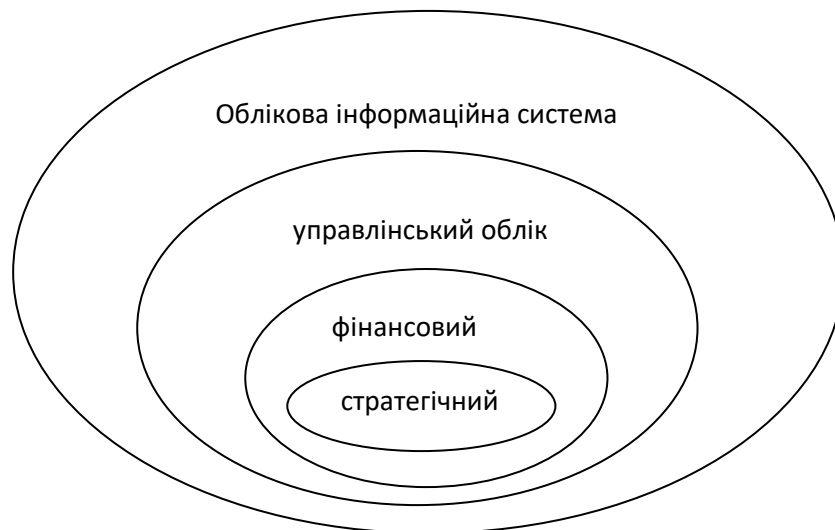 Облікова інформаційна система
управлінський облік
фінансовий
стратегічний